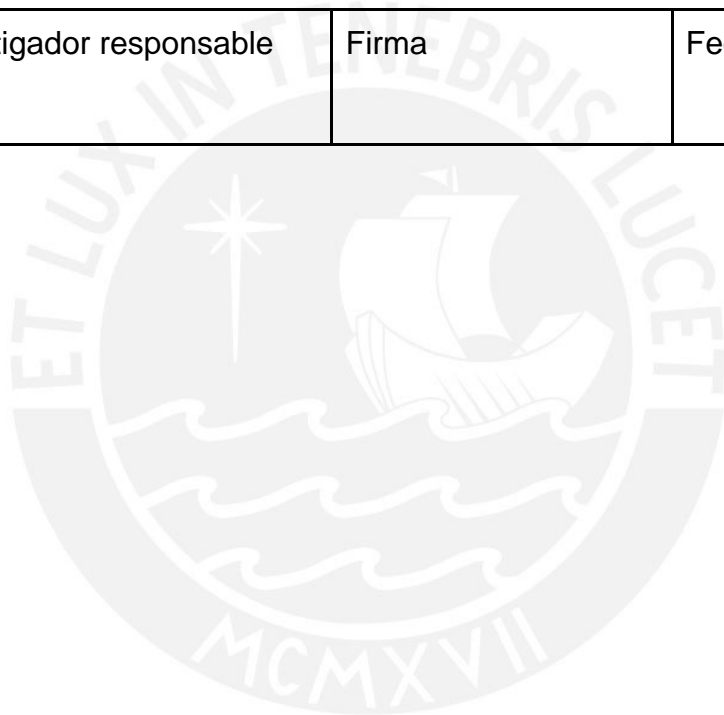 tigador responsable Firma Fe
ET LUX IN TENEBRIS LUCET
MCMXVII